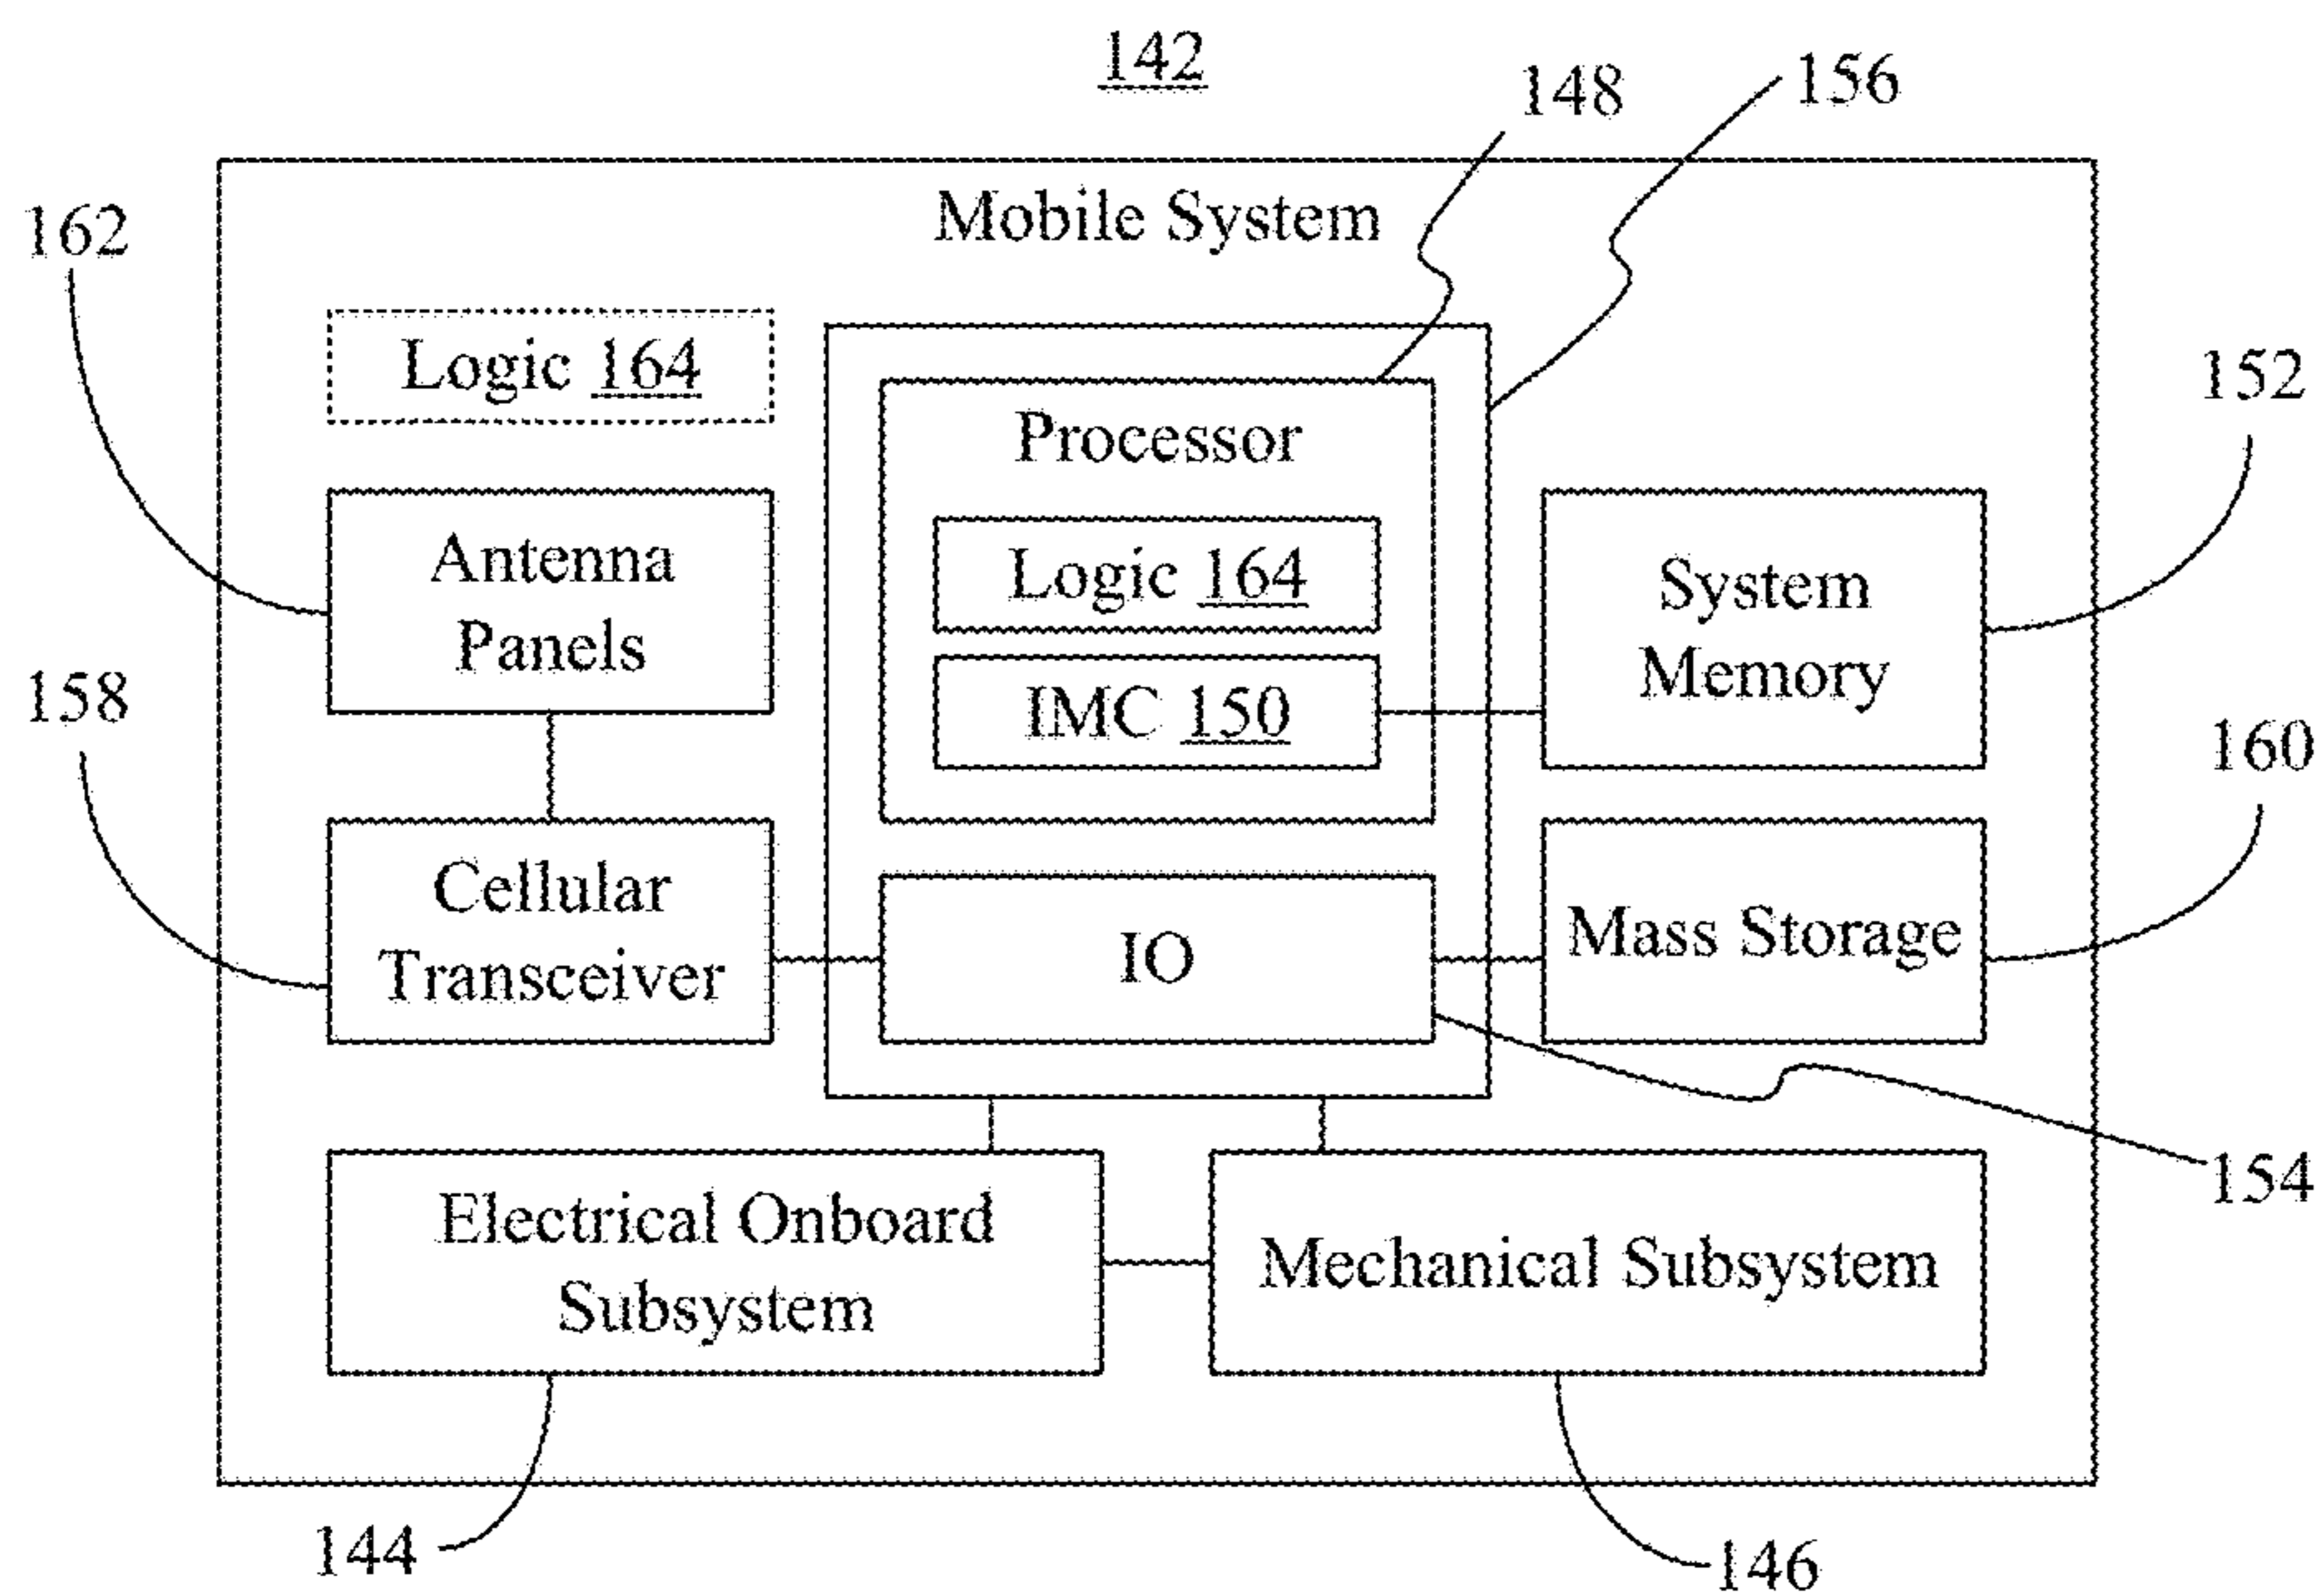 142
148
156
Mobile System
162
Logic 164
Processor
152
Antenna
Panels
Logic 164
System
Memory
IMC 150
158
160
Cellular
Transceiver
IO
Mass Storage
154
Electrical Onboard
Subsystem
Mechanical Subsystem
144
146